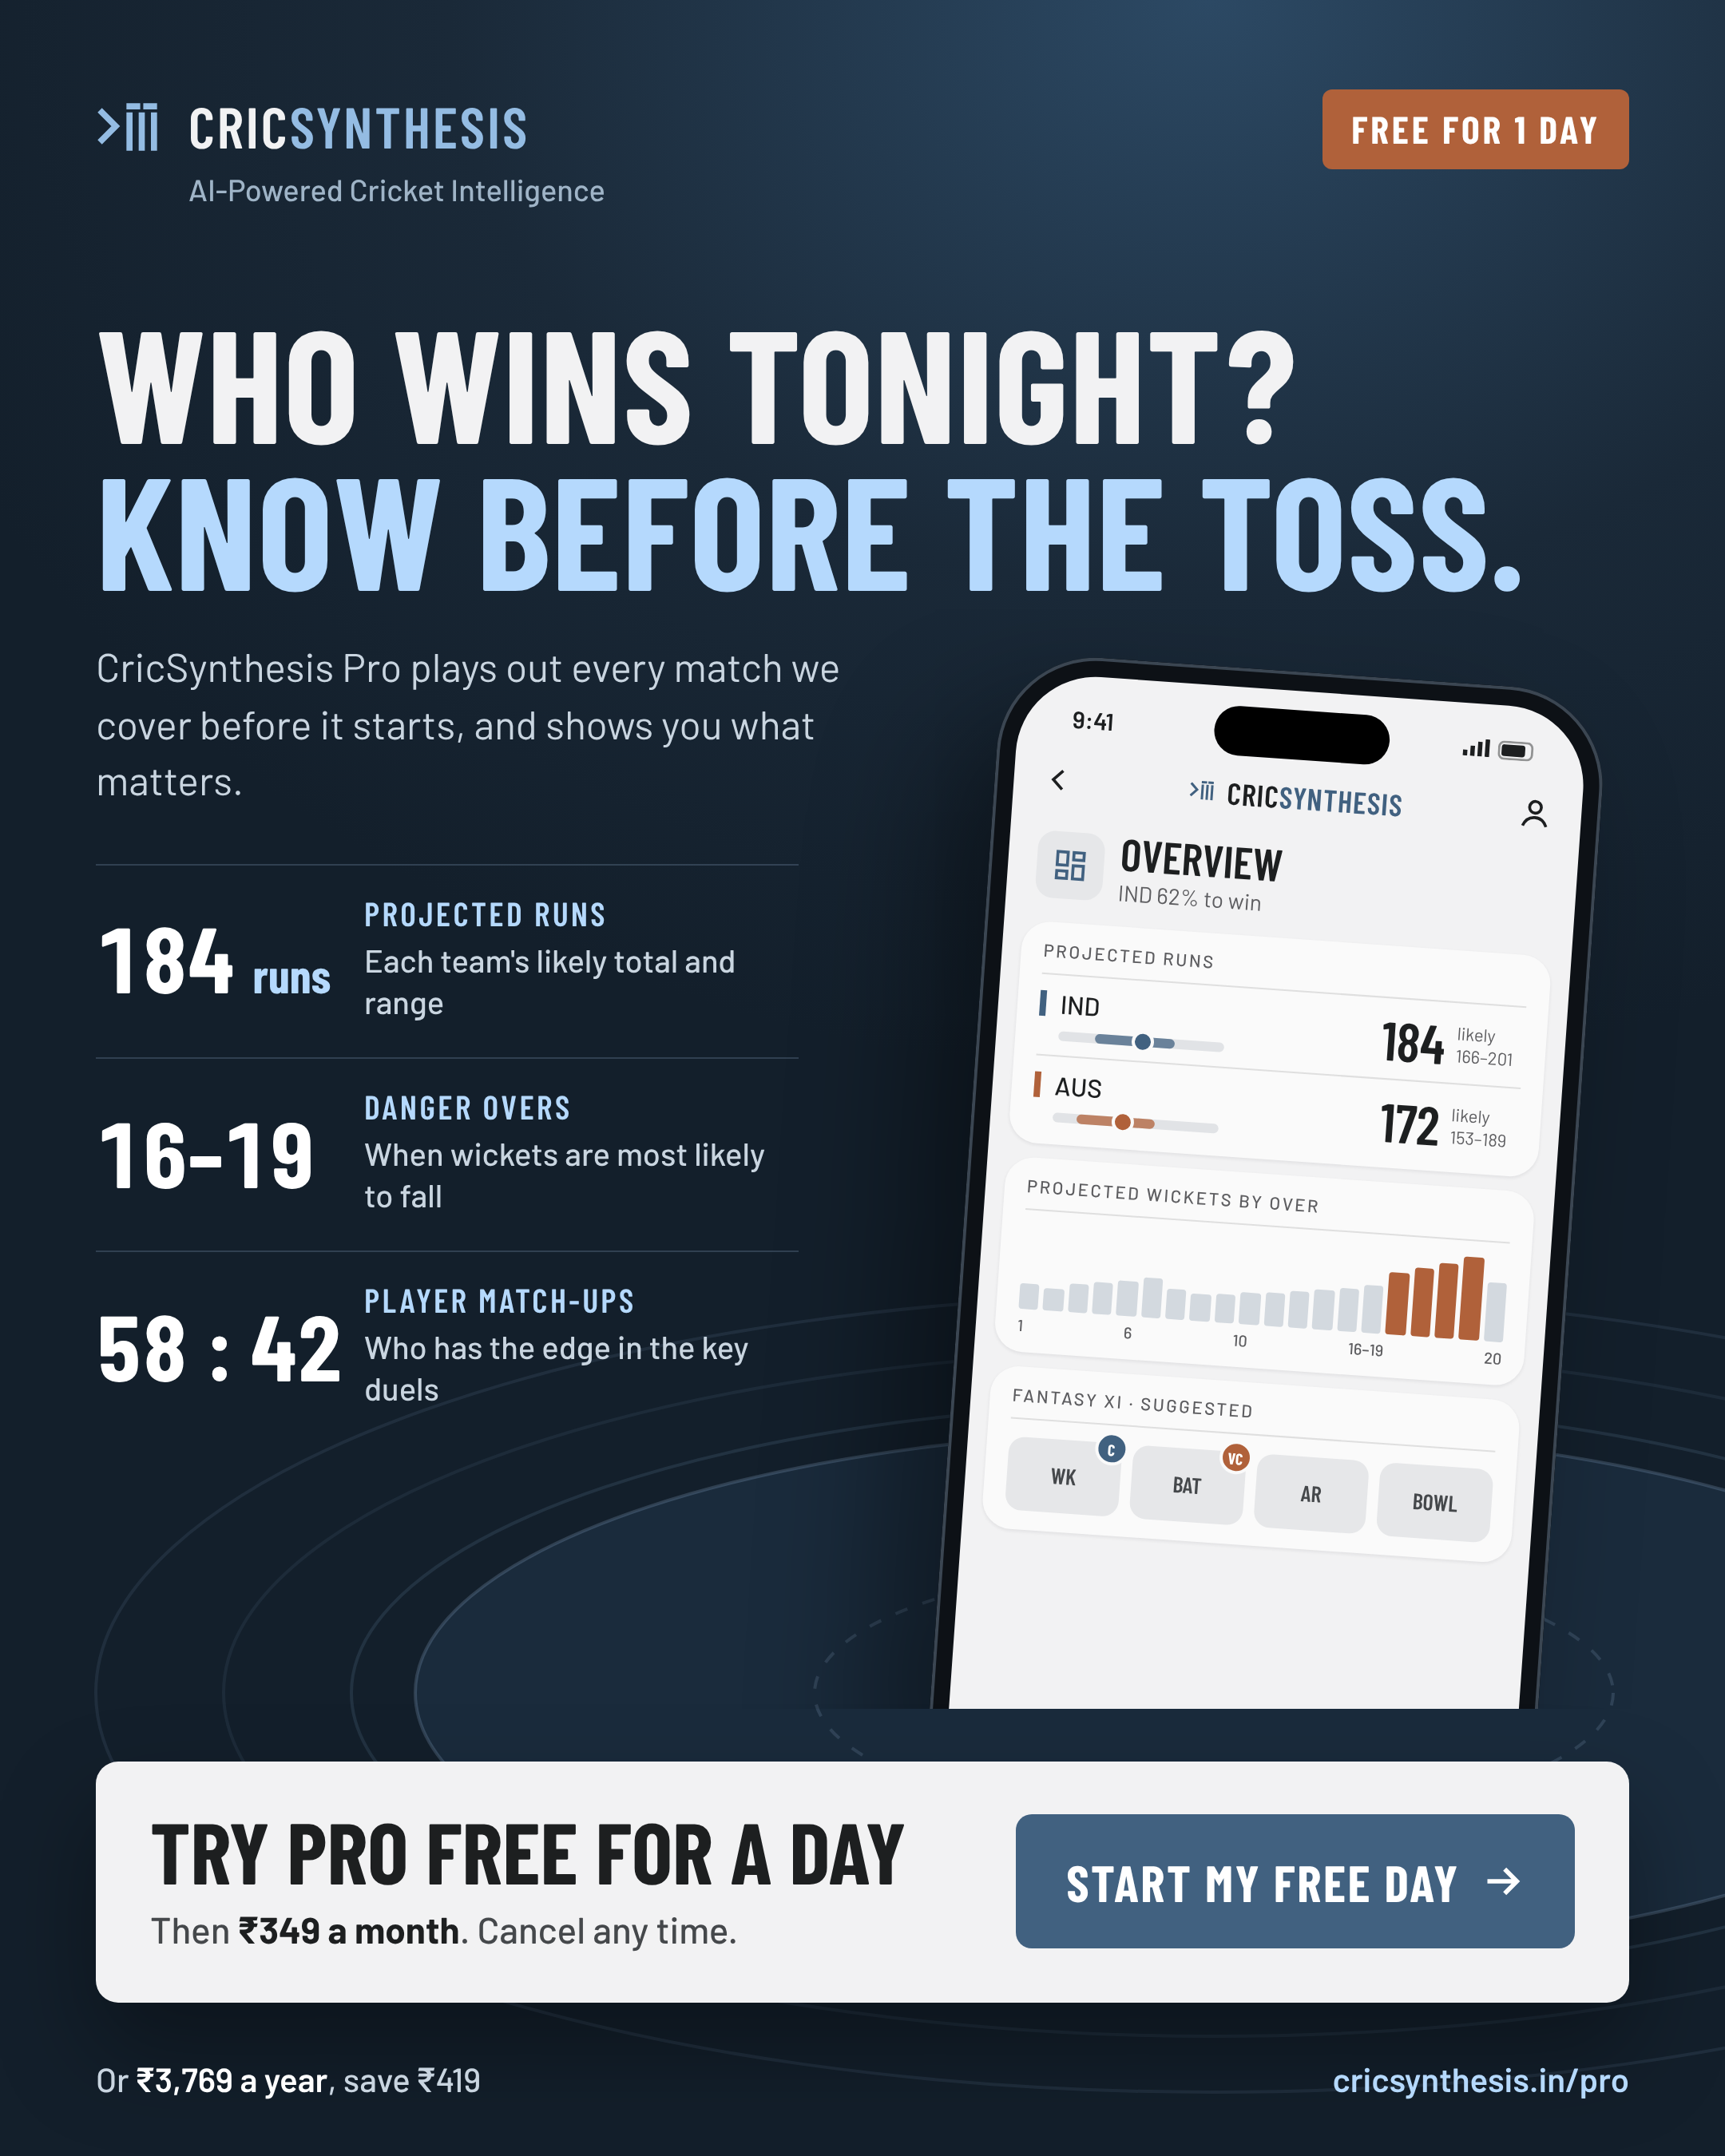 CRICSYNTHESIS
AI-Powered Cricket Intelligence
FREE FOR 1 DAY
WHO WINS TONIGHT?
KNOW BEFORE THE TOSS.
CricSynthesis Pro plays out every match we
cover before it starts, and shows you what
matters.
184 runs
PROJECTED RUNS
Each team's likely total and
range
16–19
DANGER OVERS
When wickets are most likely
to fall
58 : 42
PLAYER MATCH-UPS
Who has the edge in the key
duels
9:41
CRICSYNTHESIS
OVERVIEW
IND 62% to win
PROJECTED RUNS
IND
184
likely
166–201
AUS
172
likely
153–189
PROJECTED WICKETS BY OVER
1 6 10 16–19 20
FANTASY XI · SUGGESTED
C VC
WK BAT AR BOWL
TRY PRO FREE FOR A DAY
Then ₹349 a month. Cancel any time.
START MY FREE DAY →
Or ₹3,769 a year, save ₹419
cricsynthesis.in/pro